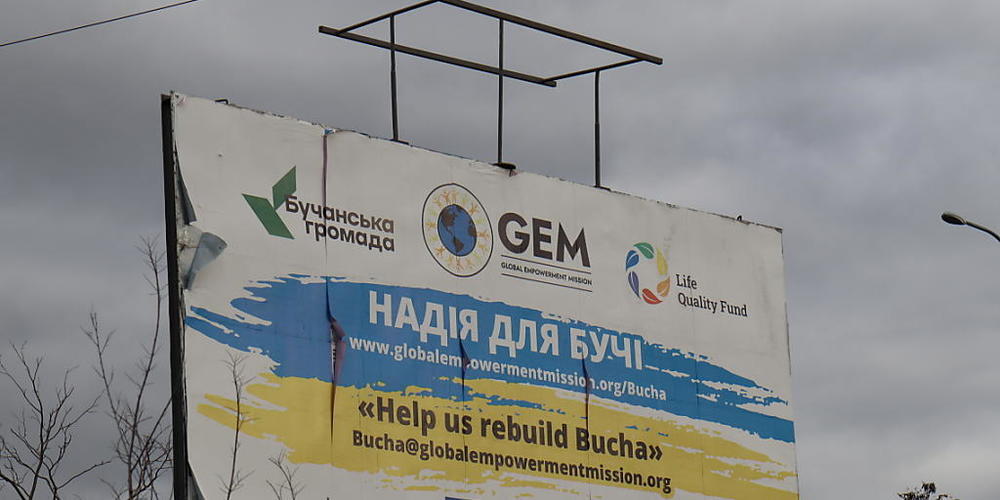 Бучанська
громада
GEM
GLOBAL EMPOWERMENT MISSION
Life
Quality Fund
НАДІЯ ДЛЯ БУЧІ
www.globalempowermentmission.org/Bucha
«Help us rebuild Bucha»
Bucha@globalempowermentmission.org